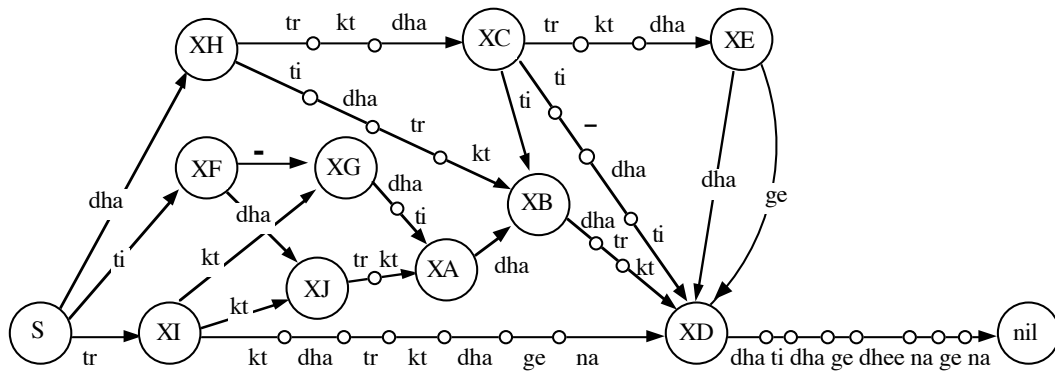 XH tr kt dha XC tr kt dha XE
ti dha tr kt
ti
ti – dha ti
dha ge
XF - XG
dha
dha ti
XB
dha tr kt
dha
ti
kt
XJ tr kt XA dha
kt
S tr XI
kt dha tr kt dha ge na
XD
dha ti dha ge dhee na ge na
nil